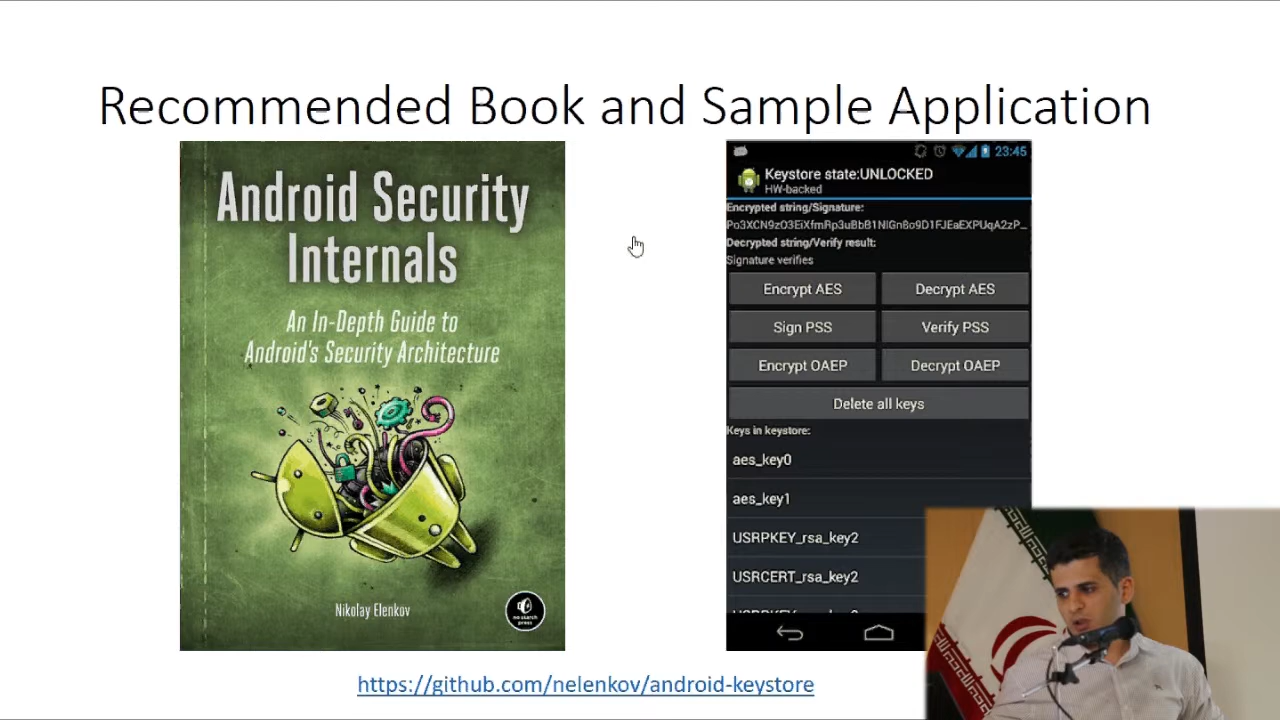 Recommended Book and Sample Application
Android Security
Internals
An In-Depth Guide to
Android's Security Architecture
Nikolay Elenkov
no starch
press
23:45
Keystore state:UNLOCKED
HW-backed
Encrypted string/Signature:
Decrypted string/Verify result:
Signature verifies
Encrypt AES
Decrypt AES
Sign PSS
Verify PSS
Encrypt OAEP
Decrypt OAEP
Delete all keys
Keys in keystore:
aes_key0
aes_key1
USRPKEY_rsa_key2
USRCERT_rsa_key2
https://github.com/nelenkov/android-keystore